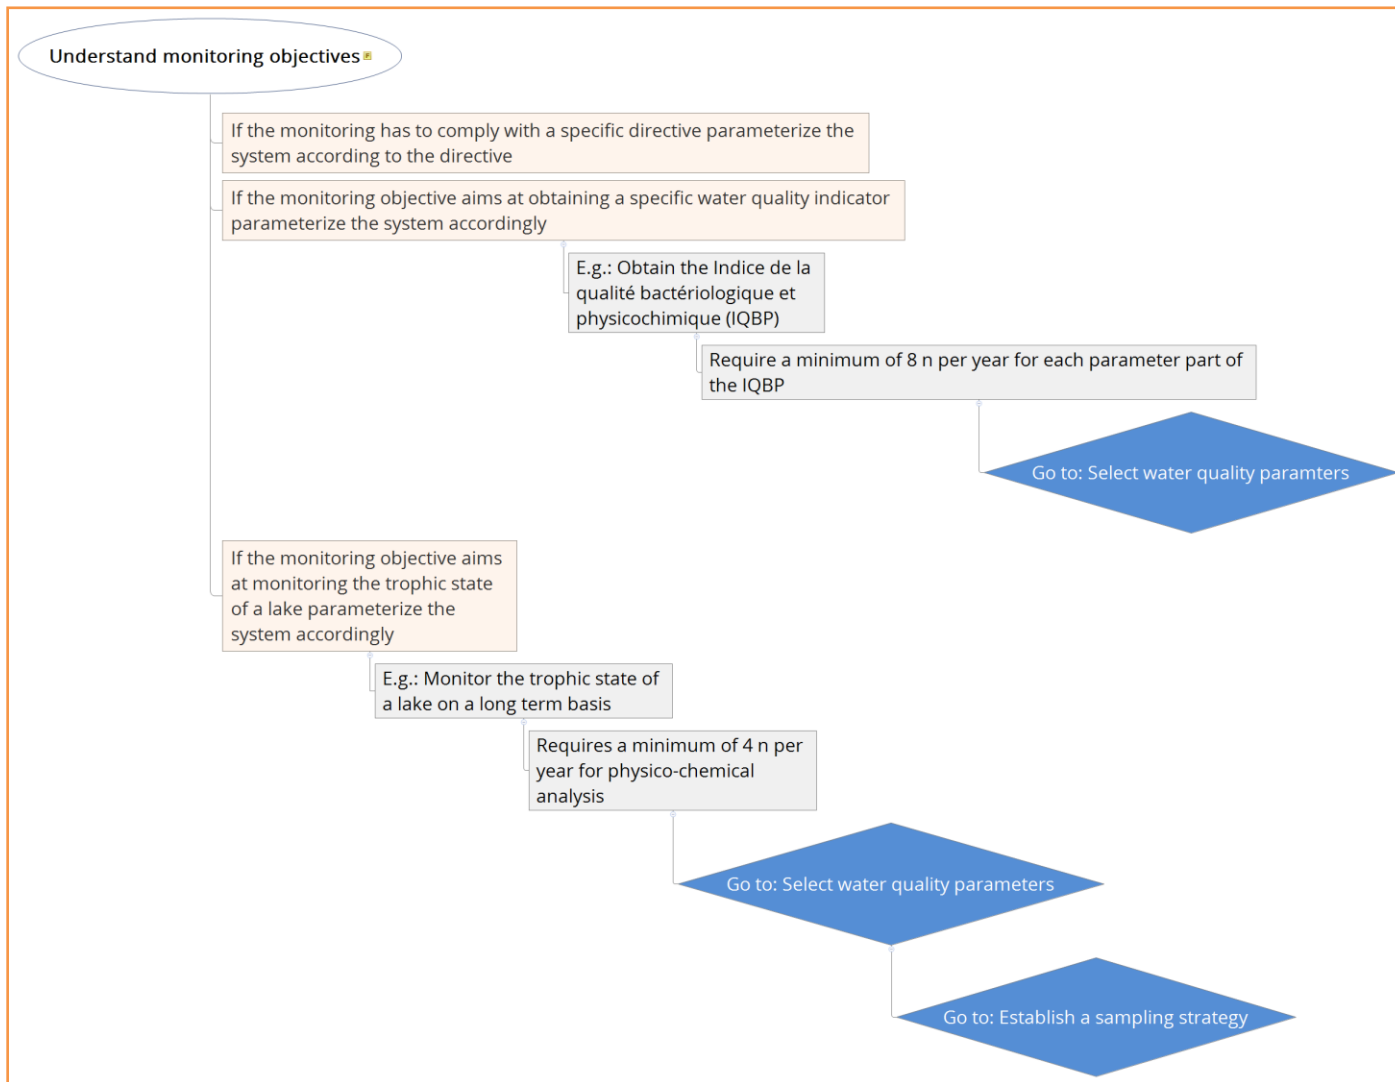 Understand monitoring objectives
If the monitoring has to comply with a specific directive parameterize the
system according to the directive
If the monitoring objective aims at obtaining a specific water quality indicator
parameterize the system accordingly
E.g.: Obtain the Indice de la
qualité bactériologique et
physicochimique (IQBP)
Require a minimum of 8 n per year for each parameter part of
the IQBP
Go to: Select water quality paramters
If the monitoring objective aims
at monitoring the trophic state
of a lake parameterize the
system accordingly
E.g.: Monitor the trophic state of
a lake on a long term basis
Requires a minimum of 4 n per
year for physico-chemical
analysis
Go to: Select water quality parameters
Go to: Establish a sampling strategy